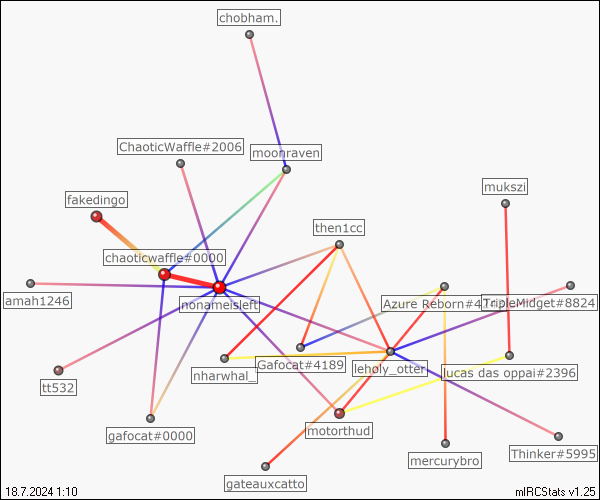 chobham.
ChaoticWaffle#2006
moonraven
mukszi
fakedingo
then1cc
chaoticwaffle#0000
amah1246
nonameisleft
TripleMidget#8824
Azure Reborn#4
Gafocat#4189
leholy_otter
nharwhal_
lucas das oppai#2396
tt532
gafocat#0000
motorthud
mercurybro
Thinker#5995
gateauxcatto
18.7.2024 1:10
mIRCStats v1.25